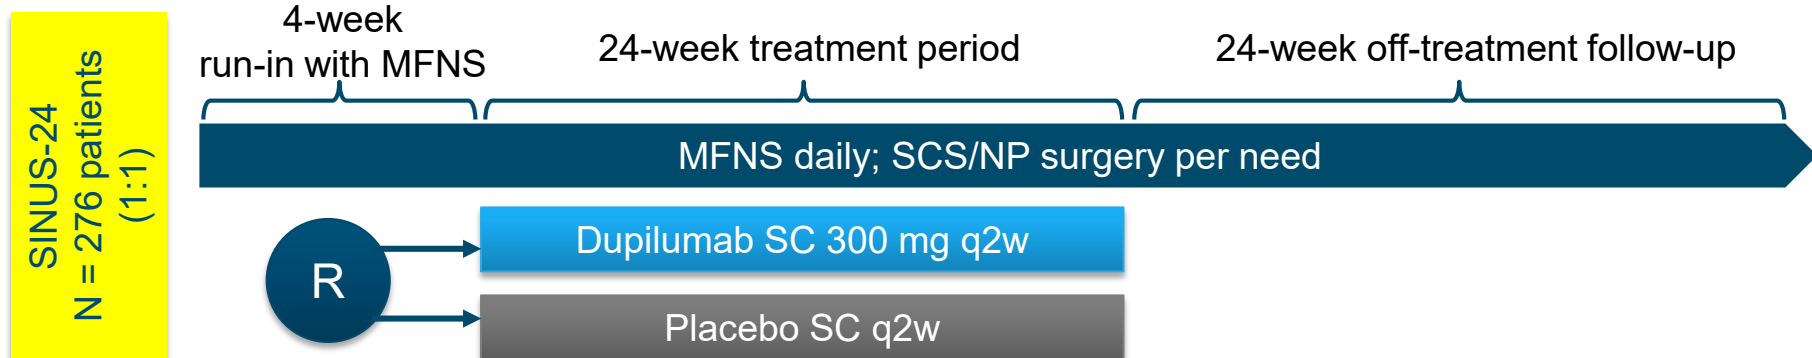 SINUS-24
N = 276 patients
(1:1)
4-week
run-in with MFNS
24-week treatment period
24-week off-treatment follow-up
MFNS daily; SCS/NP surgery per need
R
Dupilumab SC 300 mg q2w
Placebo SC q2w